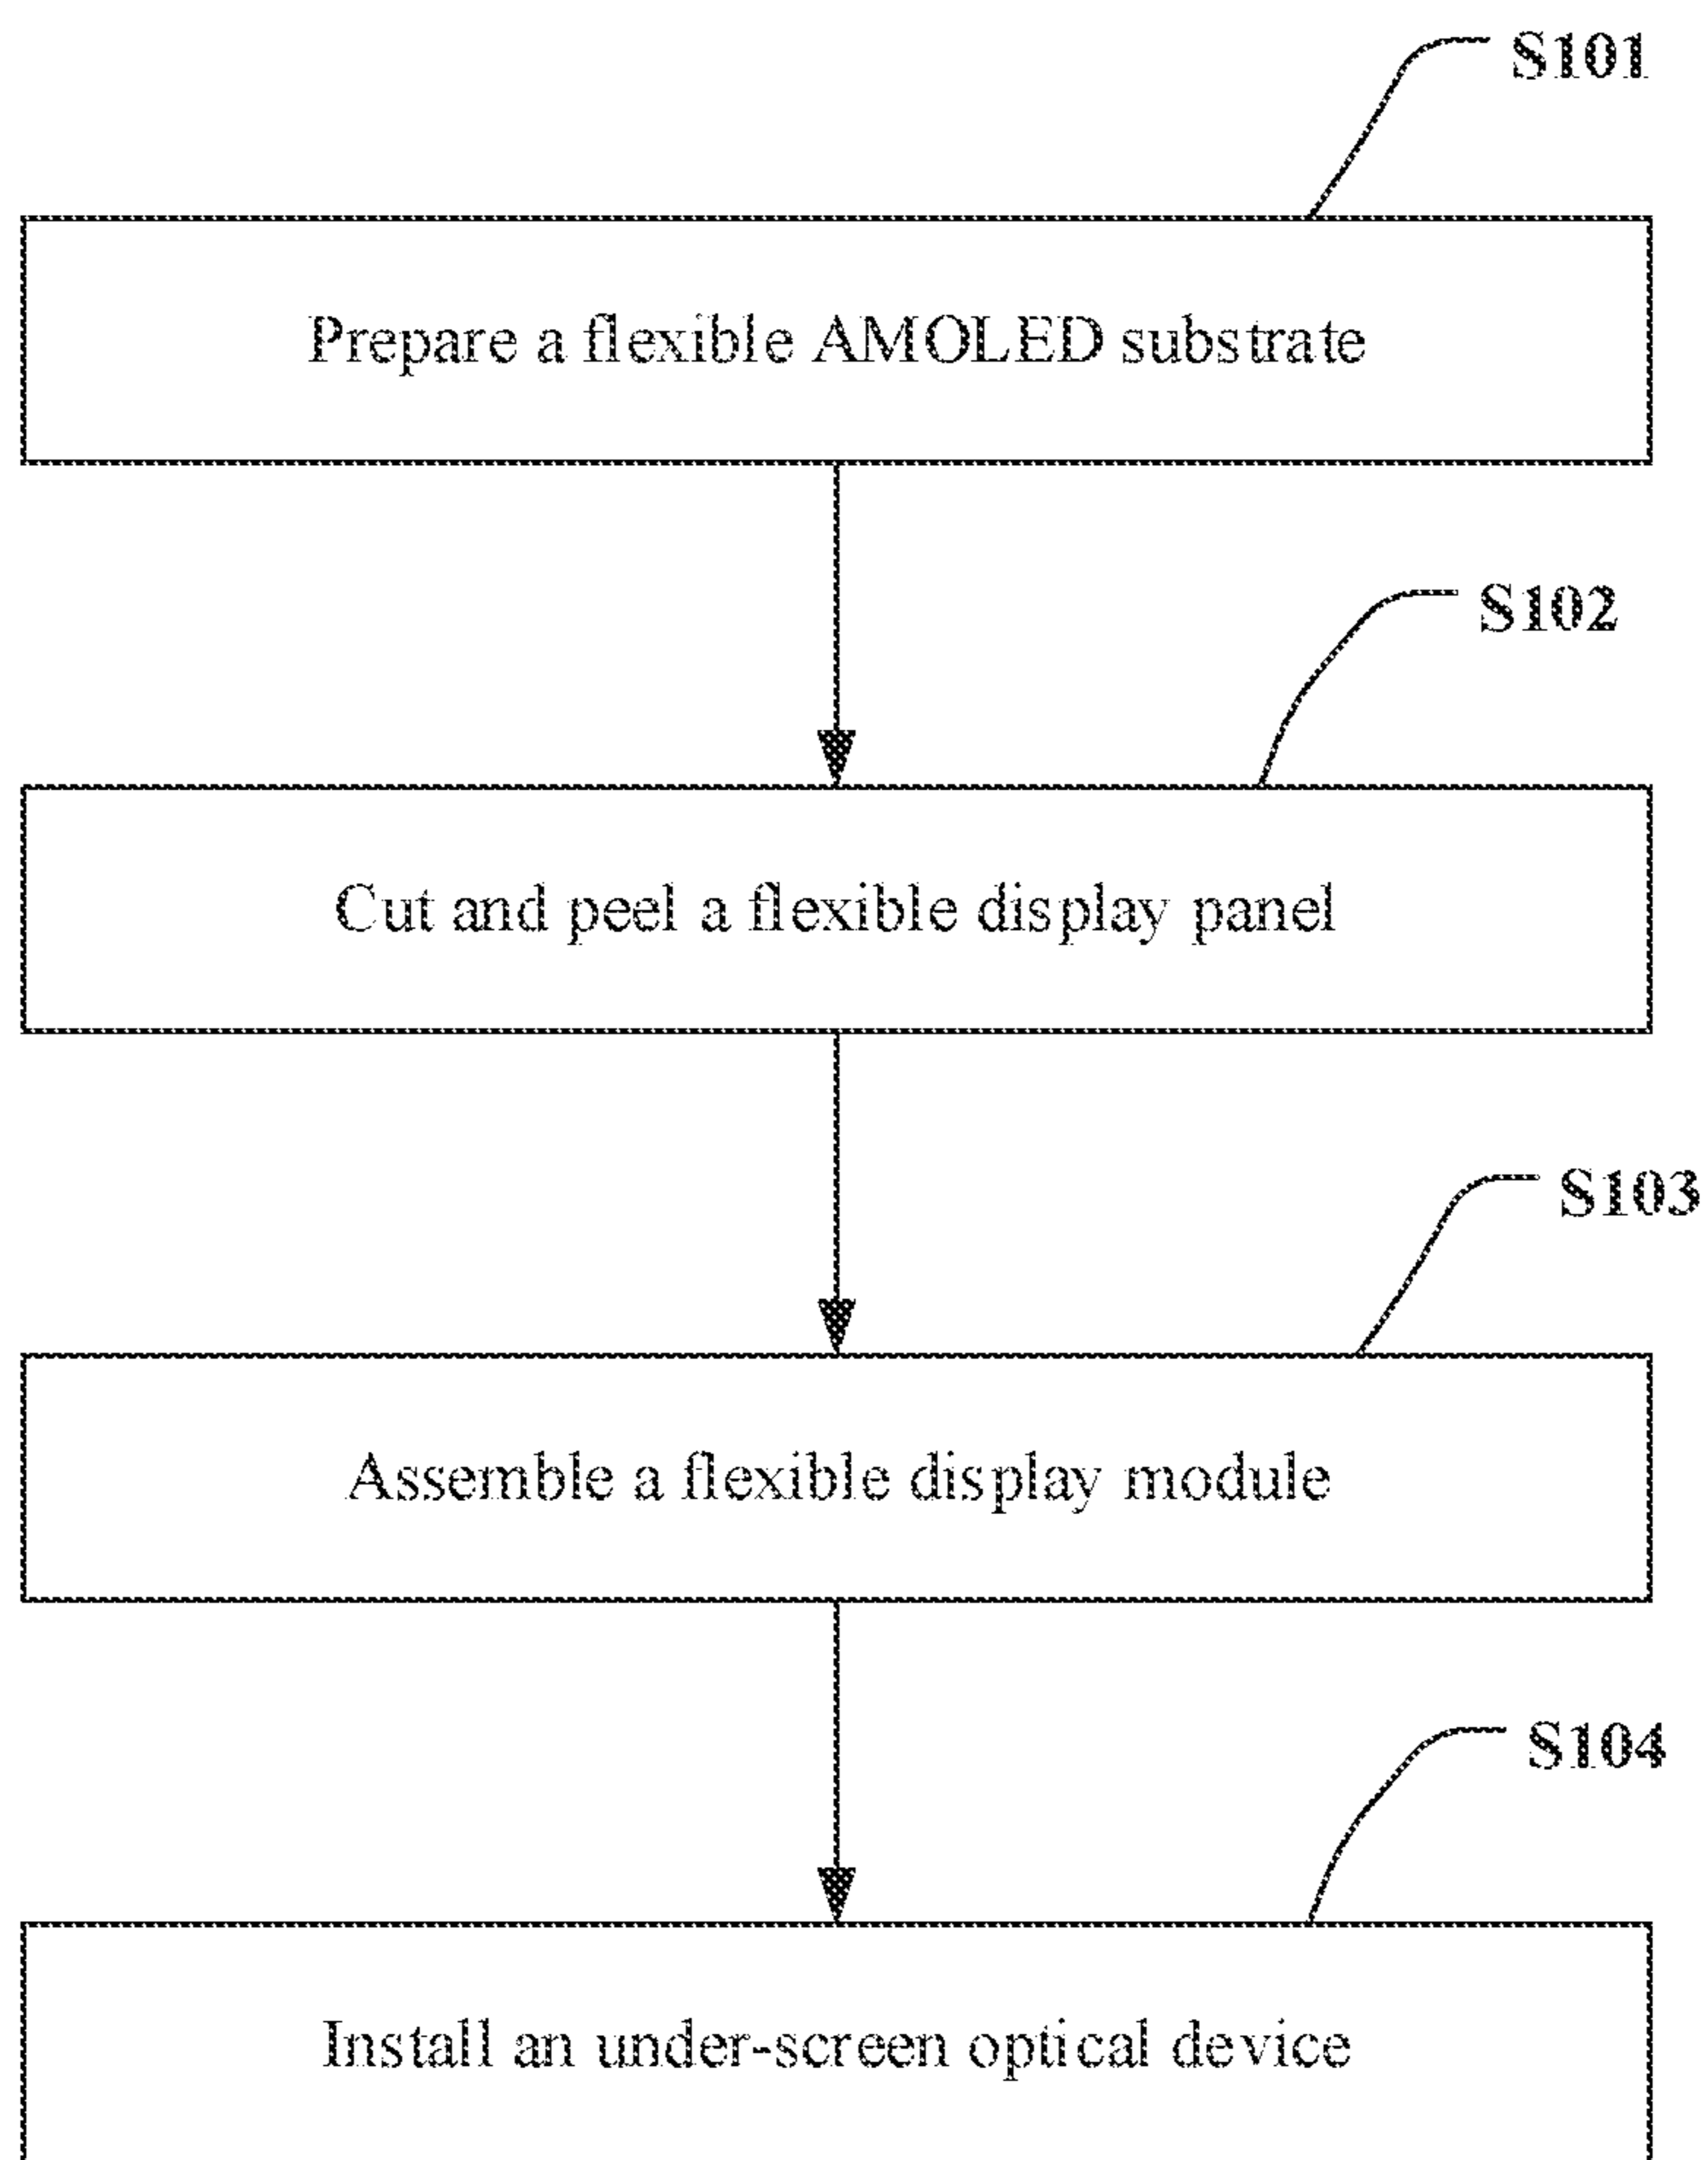 S101
Prepare a flexible AMOLED substrate
S102
Cut and peel a flexible display panel
S103
Assemble a flexible display module
S104
Install an under-screen optical device